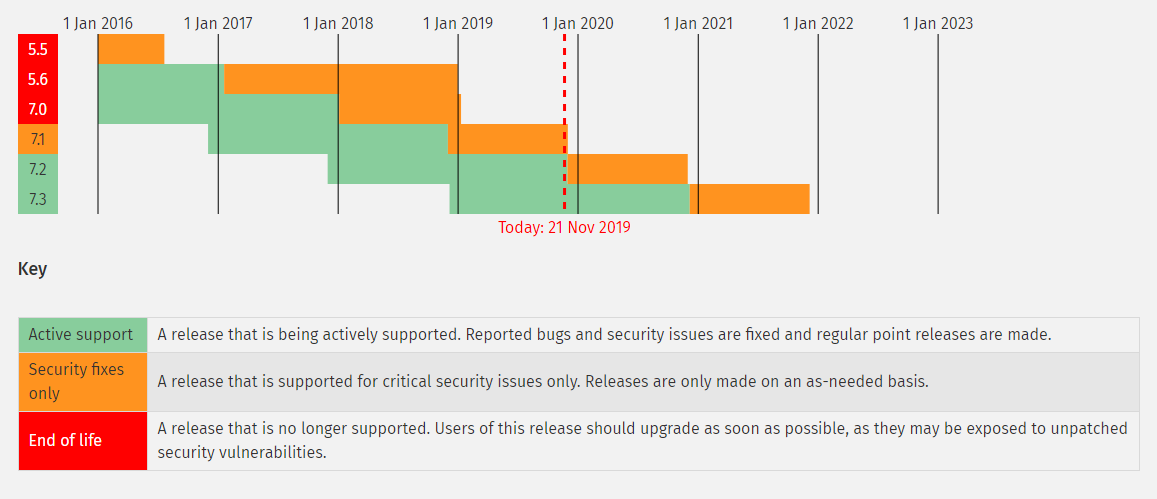 1 Jan 2016 1 Jan 2017 1 Jan 2018 1 Jan 2019 1 Jan 2020 1 Jan 2021 1 Jan 2022 1 Jan 2023
5.5
5.6
7.0
7.1
7.2
7.3
Today: 21 Nov 2019
Key
Active support A release that is being actively supported. Reported bugs and security issues are fixed and regular point releases are made.
Security fixes
only
A release that is supported for critical security issues only. Releases are only made on an as-needed basis.
End of life
A release that is no longer supported. Users of this release should upgrade as soon as possible, as they may be exposed to unpatched
security vulnerabilities.